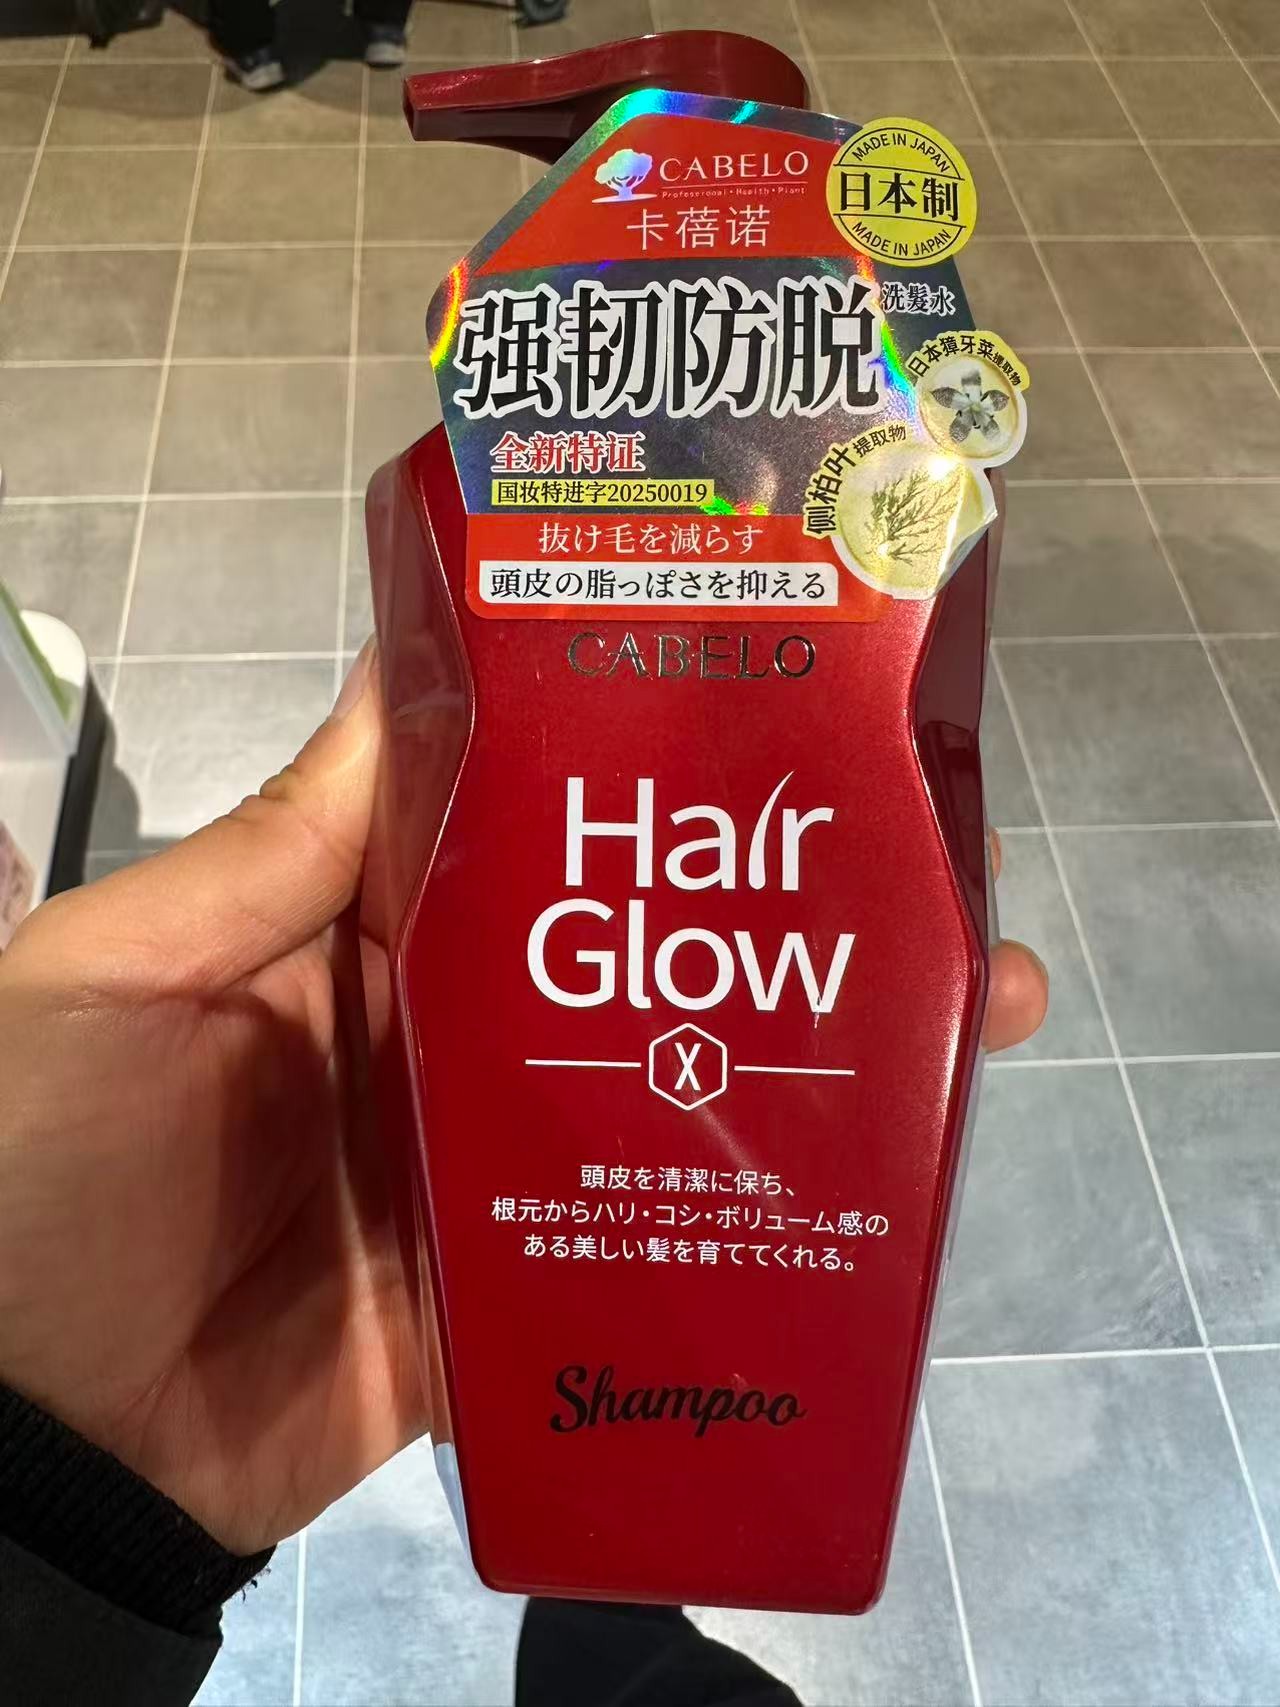 CABELO
Professional·Health·Plant
卡蓓诺
MADE IN JAPAN
日本制
MADE IN JAPAN
强韧防脱
洗髮水
日本獐牙菜提取物
侧柏叶提取物
全新特证
国妆特进字20250019
抜け毛を減らす
頭皮の脂っぽさを抑える
CABELO
Hair
Glow
X
頭皮を清潔に保ち、
根元からハリ・コシ・ボリューム感の
ある美しい髪を育ててくれる。
Shampoo